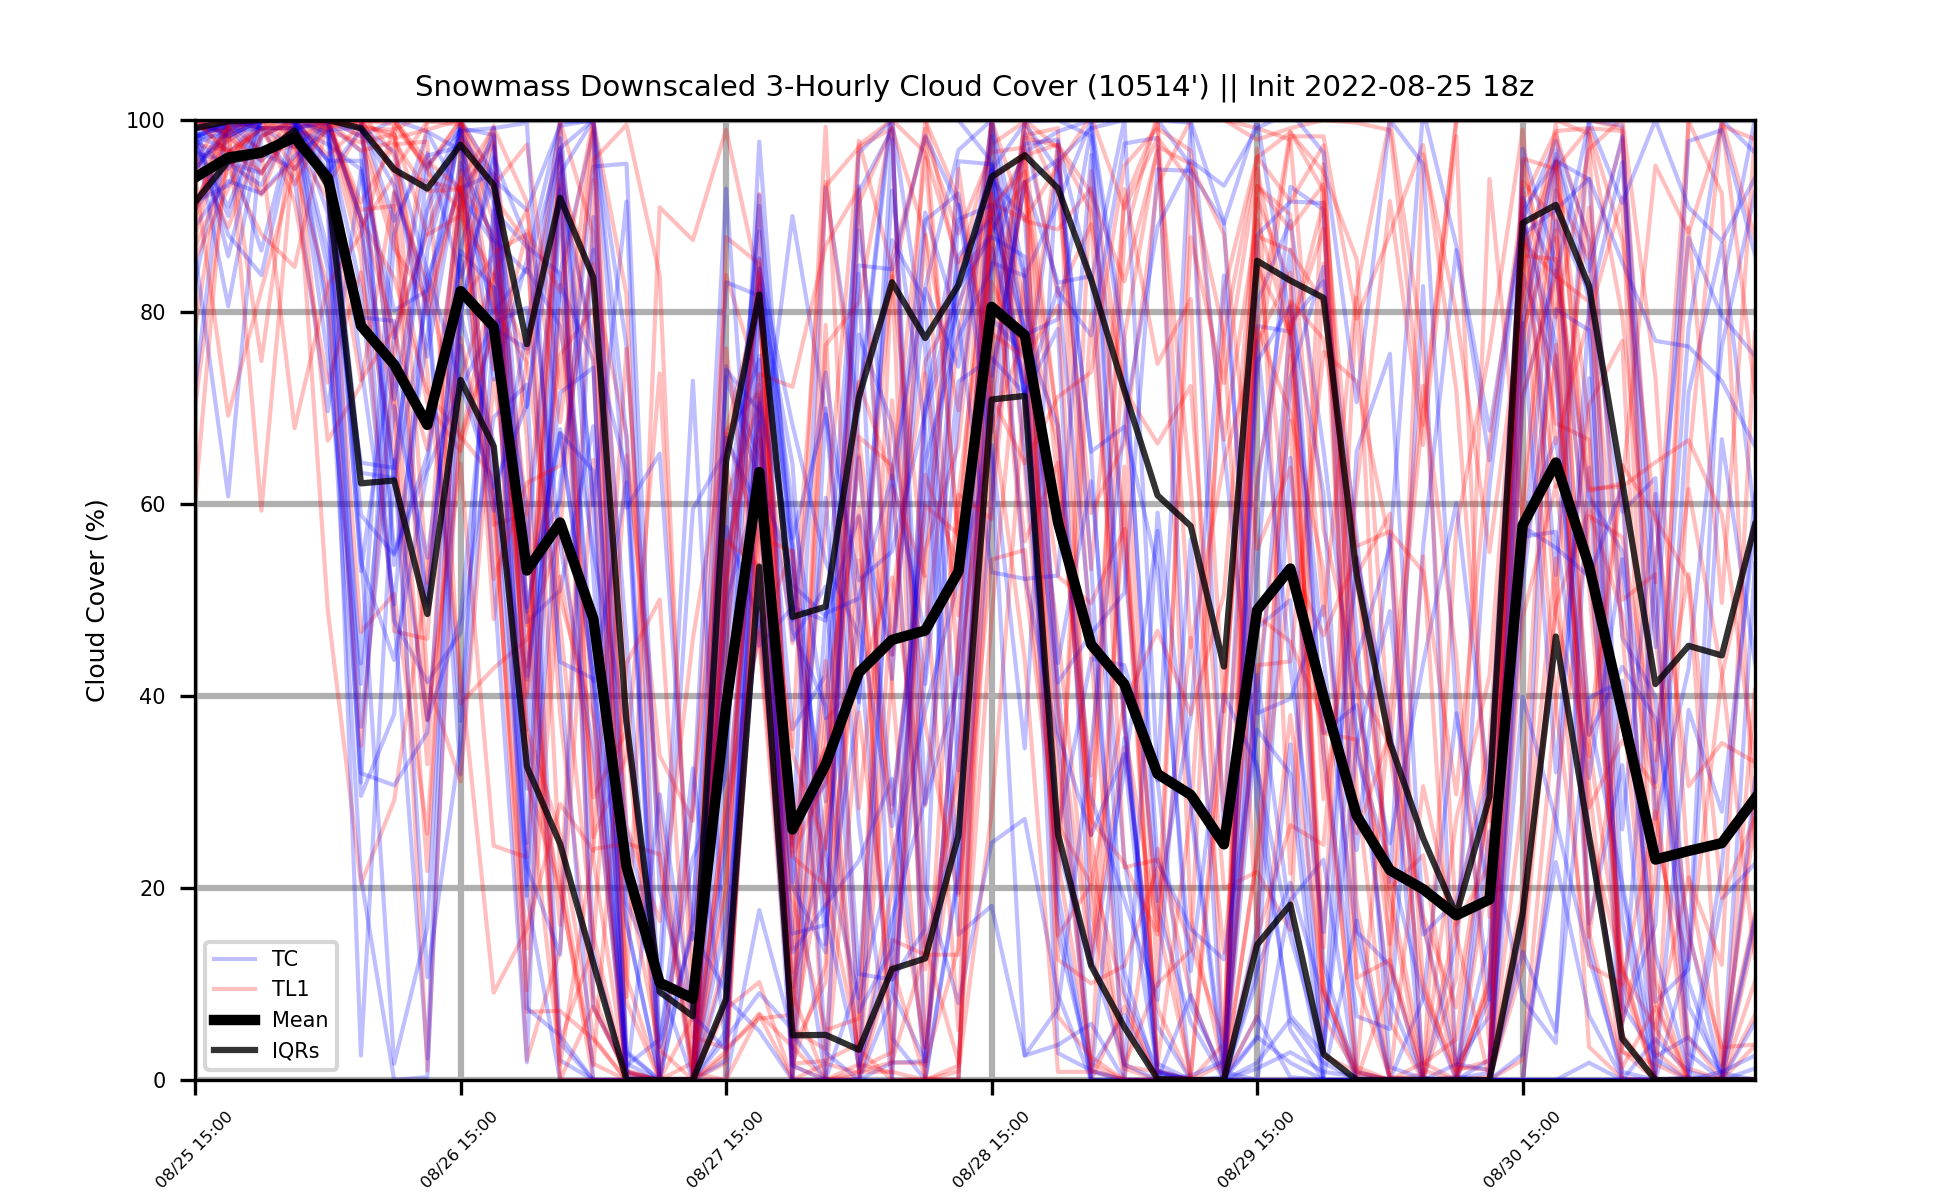 Snowmass Downscaled 3-Hourly Cloud Cover (10514') || Init 2022-08-25 18z
Cloud Cover (%)
100
80
60
40
20
0
TC
TL1
Mean
IQRs
08/25 15:00
08/26 15:00
08/27 15:00
08/28 15:00
08/29 15:00
08/30 15:00